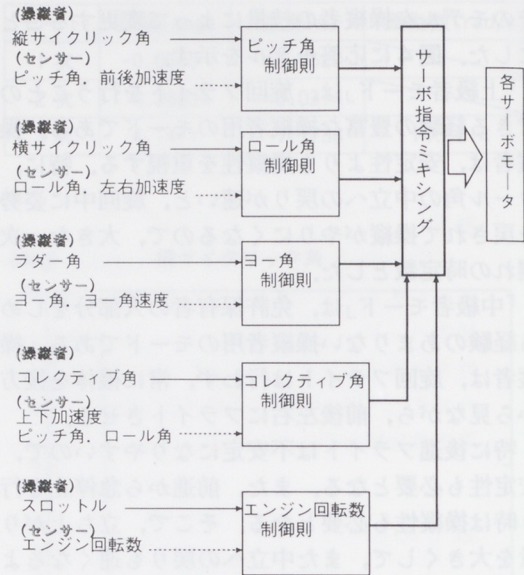 (操縦者)
縦サイクリック角
(センサー)
ピッチ角．前後加速度
ピッチ角
制御則
(操縦者)
横サイクリック角
(センサー)
ロール角．左右加速度
ロール角
制御則
(操縦者)
ラダー角
(センサー)
ヨー角．ヨー角速度
ヨー角
制御則
(操縦者)
コレクティブ角
(センサー)
上下加速度
ピッチ角．ロール角
コレクティブ角
制御則
(操縦者)
スロットル
(センサー)
エンジン回転数
エンジン回転数
制御則
サーボ指令ミキシング
各サーボモータ